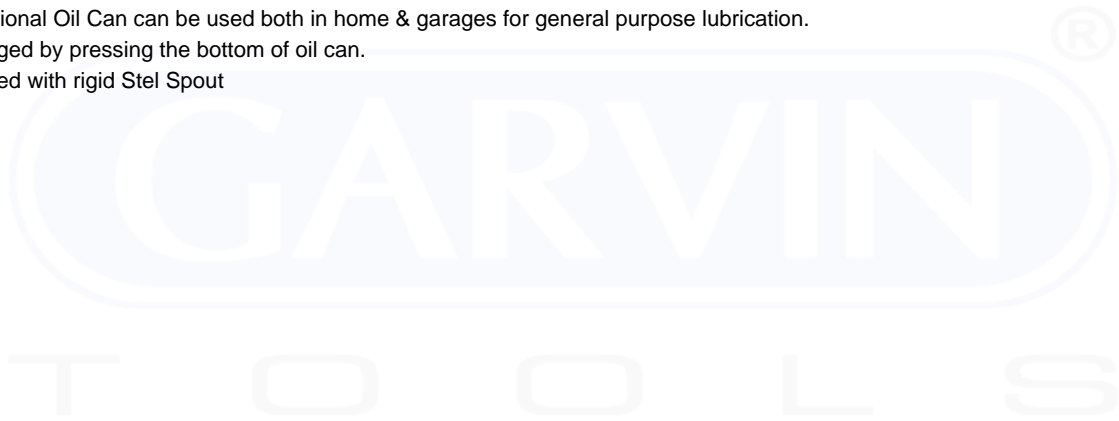 ional Oil Can can be used both in home & garages for general purpose lubrication.
ged by pressing the bottom of oil can.
ed with rigid Stel Spout
®
GARVIN
TOOLS